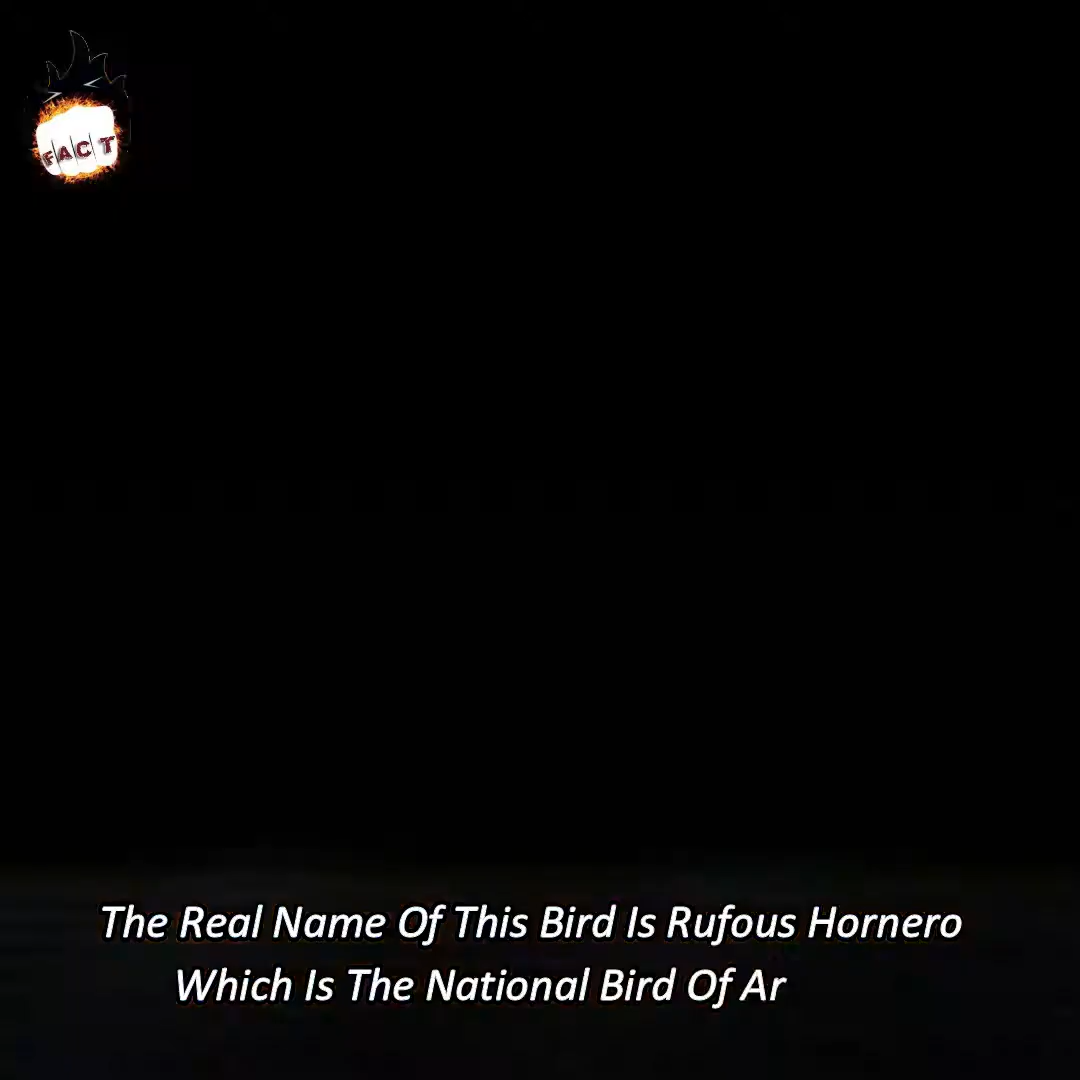 FACT
The Real Name Of This Bird Is Rufous Hornero
Which Is The National Bird Of Ar